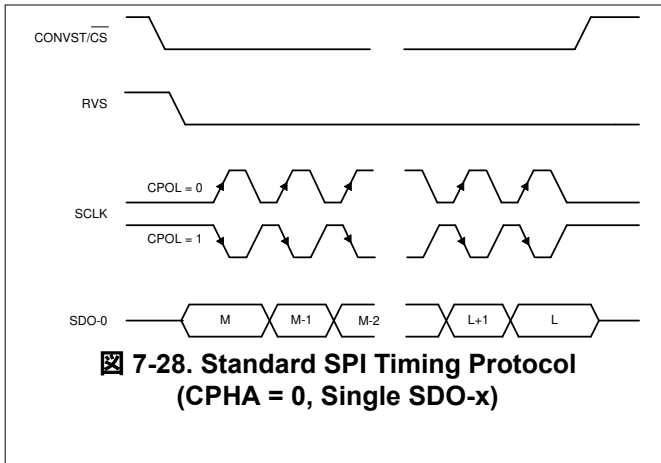 CONVST/CS
RVS
CPOL = 0
SCLK
CPOL = 1
SDO-0
M
M-1
M-2
L+1
L
図 7-28. Standard SPI Timing Protocol
(CPHA = 0, Single SDO-x)